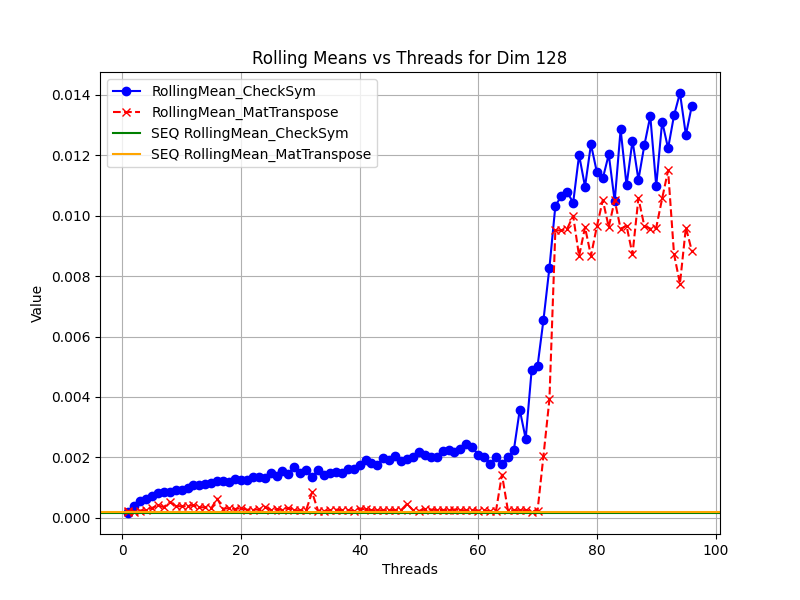 Rolling Means vs Threads for Dim 128
RollingMean_CheckSym
RollingMean_MatTranspose
SEQ RollingMean_CheckSym
SEQ RollingMean_MatTranspose
0.014
0.012
0.010
0.008
0.006
0.004
0.002
0.000
Value
0
20
40
60
80
100
Threads